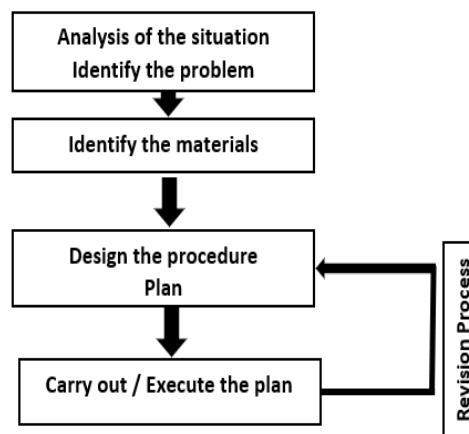 Analysis of the situation
Identify the problem
Identify the materials
Design the procedure
Plan
Carry out / Execute the plan
Revision Process